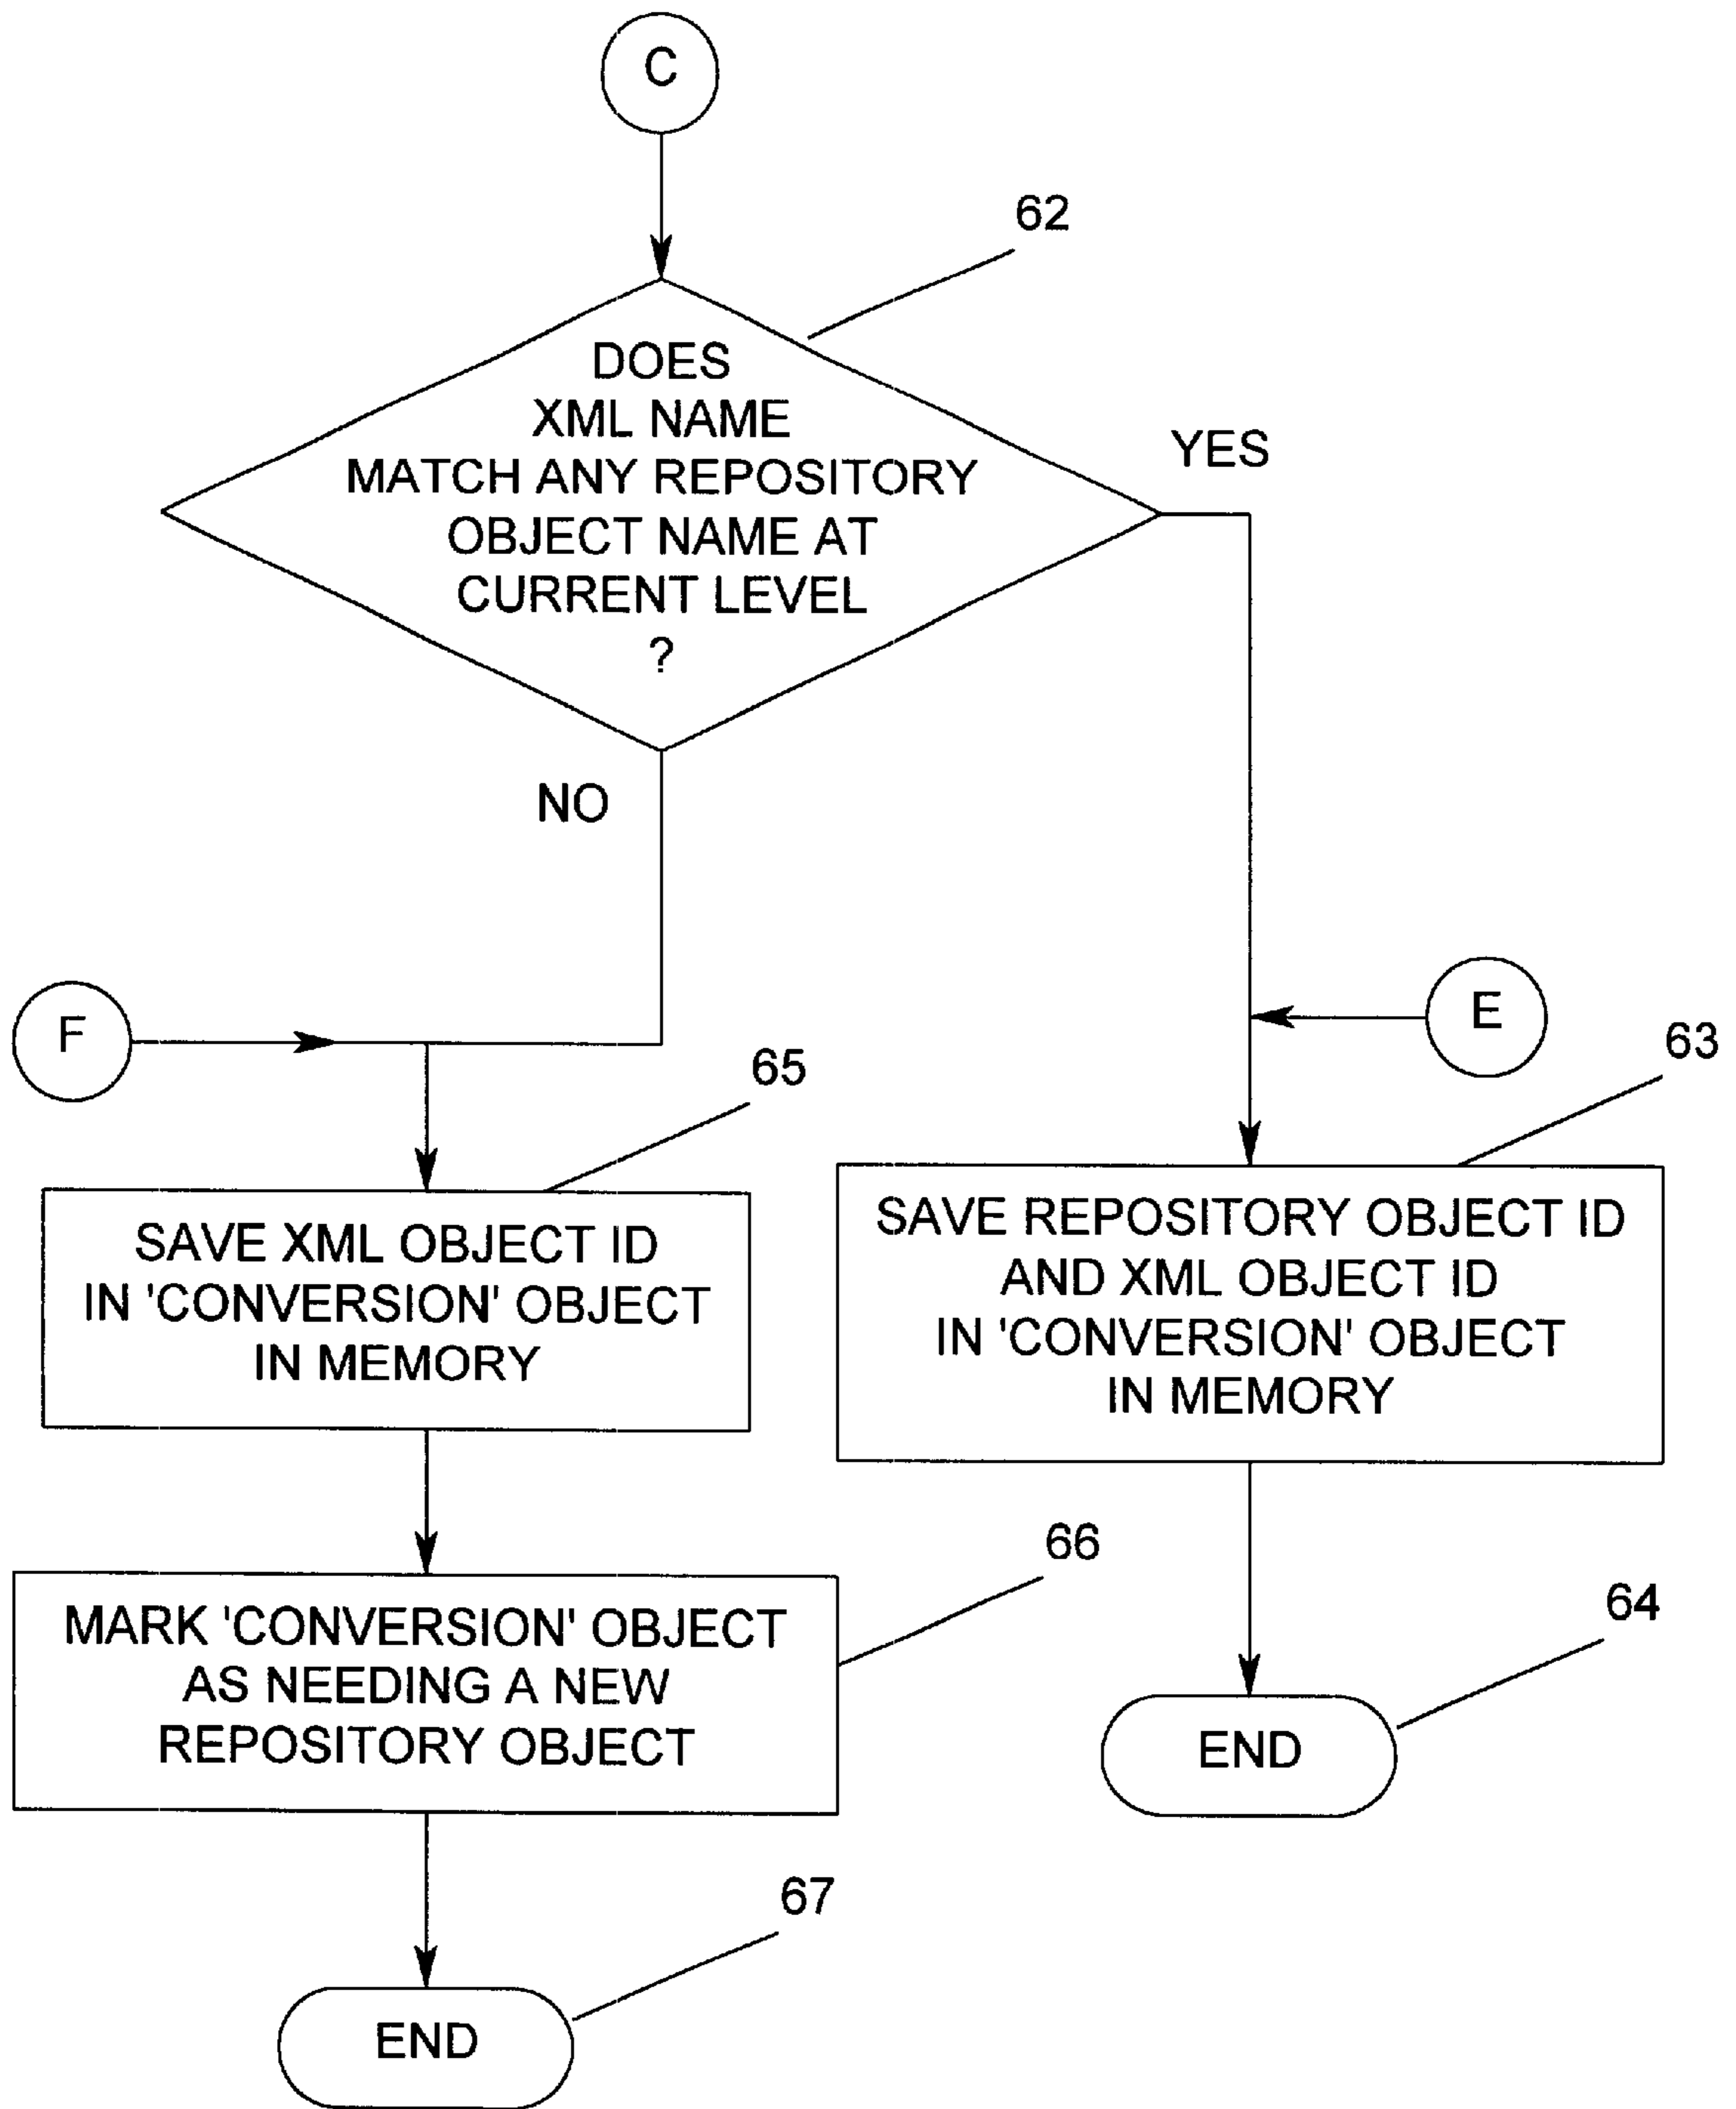 C
62
DOES
XML NAME
MATCH ANY REPOSITORY
OBJECT NAME AT
CURRENT LEVEL
?
YES
NO
F
E
65
63
SAVE XML OBJECT ID
IN 'CONVERSION' OBJECT
IN MEMORY
SAVE REPOSITORY OBJECT ID
AND XML OBJECT ID
IN 'CONVERSION' OBJECT
IN MEMORY
66
MARK 'CONVERSION' OBJECT
AS NEEDING A NEW
REPOSITORY OBJECT
64
END
67
END